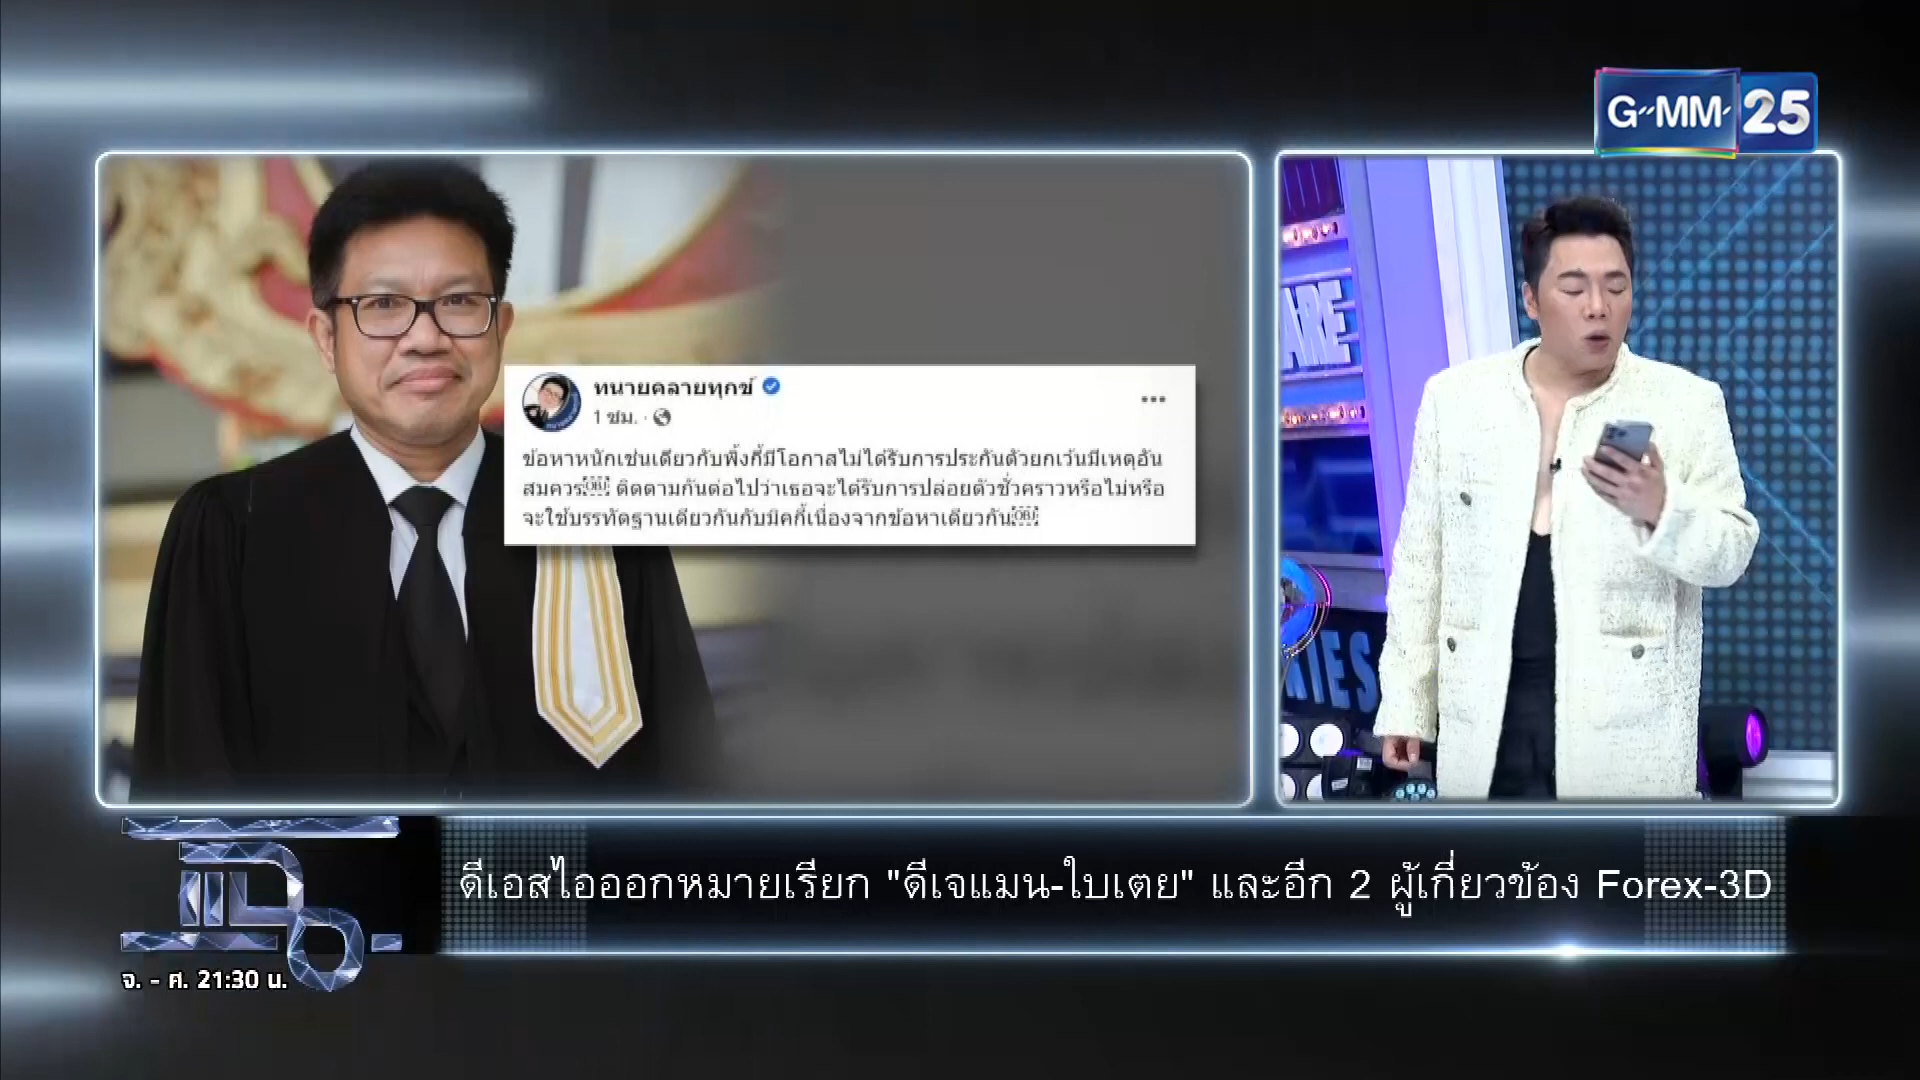 G-MM- 25
ARE
ทนายคลายทุกข์
1 ชม.
ข้อหาหนักเช่นเดียวกับพิ้งกี้มีโอกาสไม่ได้รับการประกันตัวยกเว้นมีเหตุอัน
สมควร OBJ ติดตามกันต่อไปว่าเธอจะได้รับการปล่อยตัวชั่วคราวหรือไม่หรือ
จะใช้บรรทัดฐานเดียวกันกับมิคกี้เนื่องจากข้อหาเดียวกัน OBJ
ดีเอสไอออกหมายเรียก "ดีเจแมน-ใบเตย" และอีก 2 ผู้เกี่ยวข้อง Forex-3D
จ. - ศ. 21:30 น.